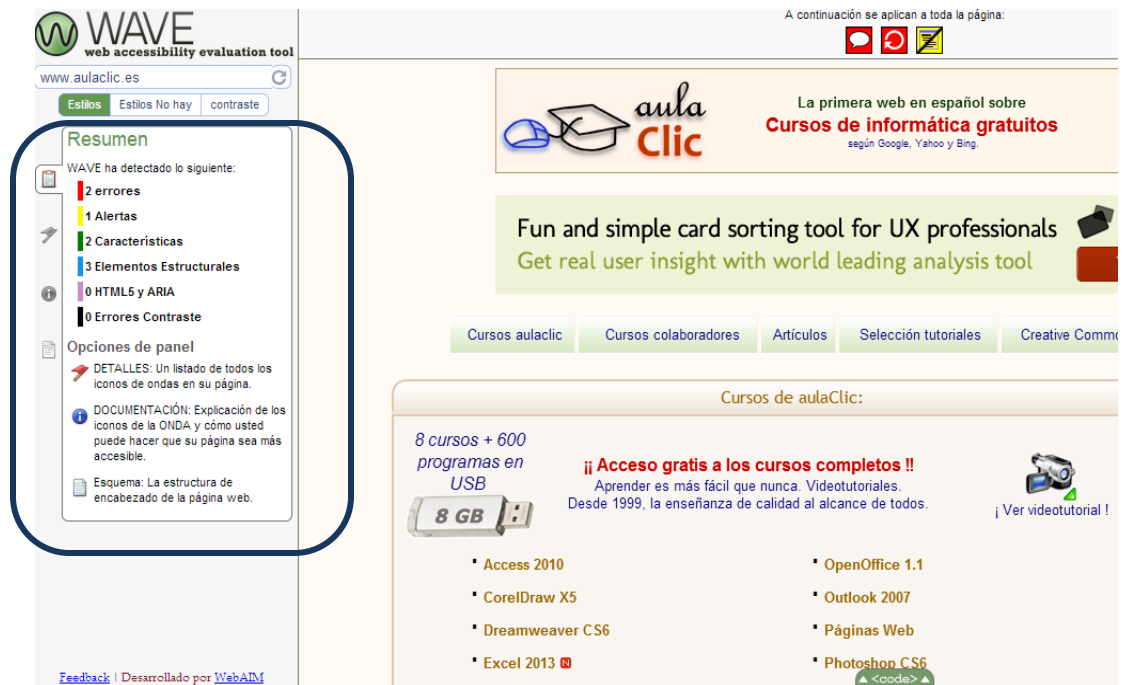 WAVE
web accessibility evaluation tool
www.aulaclic.es
Estilos Estilos No hay contraste
Resumen
WAVE ha detectado lo siguiente:
2 errores
1 Alertas
2 Características
3 Elementos Estructurales
0 HTML5 y ARIA
0 Errores Contraste
Opciones de panel
DETALLES: Un listado de todos los
iconos de ondas en su página.
DOCUMENTACIÓN: Explicación de los
iconos de la ONDA y cómo usted
puede hacer que su página sea más
accesible.
Esquema: La estructura de
encabezado de la página web.
Feedback | Desarrollado por WebAIM
A continuación se aplican a toda la página:
aula
Clic
La primera web en español sobre
Cursos de informática gratuitos
según Google, Yahoo y Bing.
Fun and simple card sorting tool for UX professionals
Get real user insight with world leading analysis tool
Cursos aulaclic Cursos colaboradores Artículos Selección tutoriales Creative Commo
Cursos de aulaClic:
8 cursos + 600
programas en
USB
8 GB
¡¡ Acceso gratis a los cursos completos !!
Aprender es más fácil que nunca. Videotutoriales.
Desde 1999, la enseñanza de calidad al alcance de todos.
¡ Ver videotutorial !
Access 2010
CorelDraw X5
Dreamweaver CS6
Excel 2013 N
OpenOffice 1.1
Outlook 2007
Páginas Web
Photoshop CS6
<code>